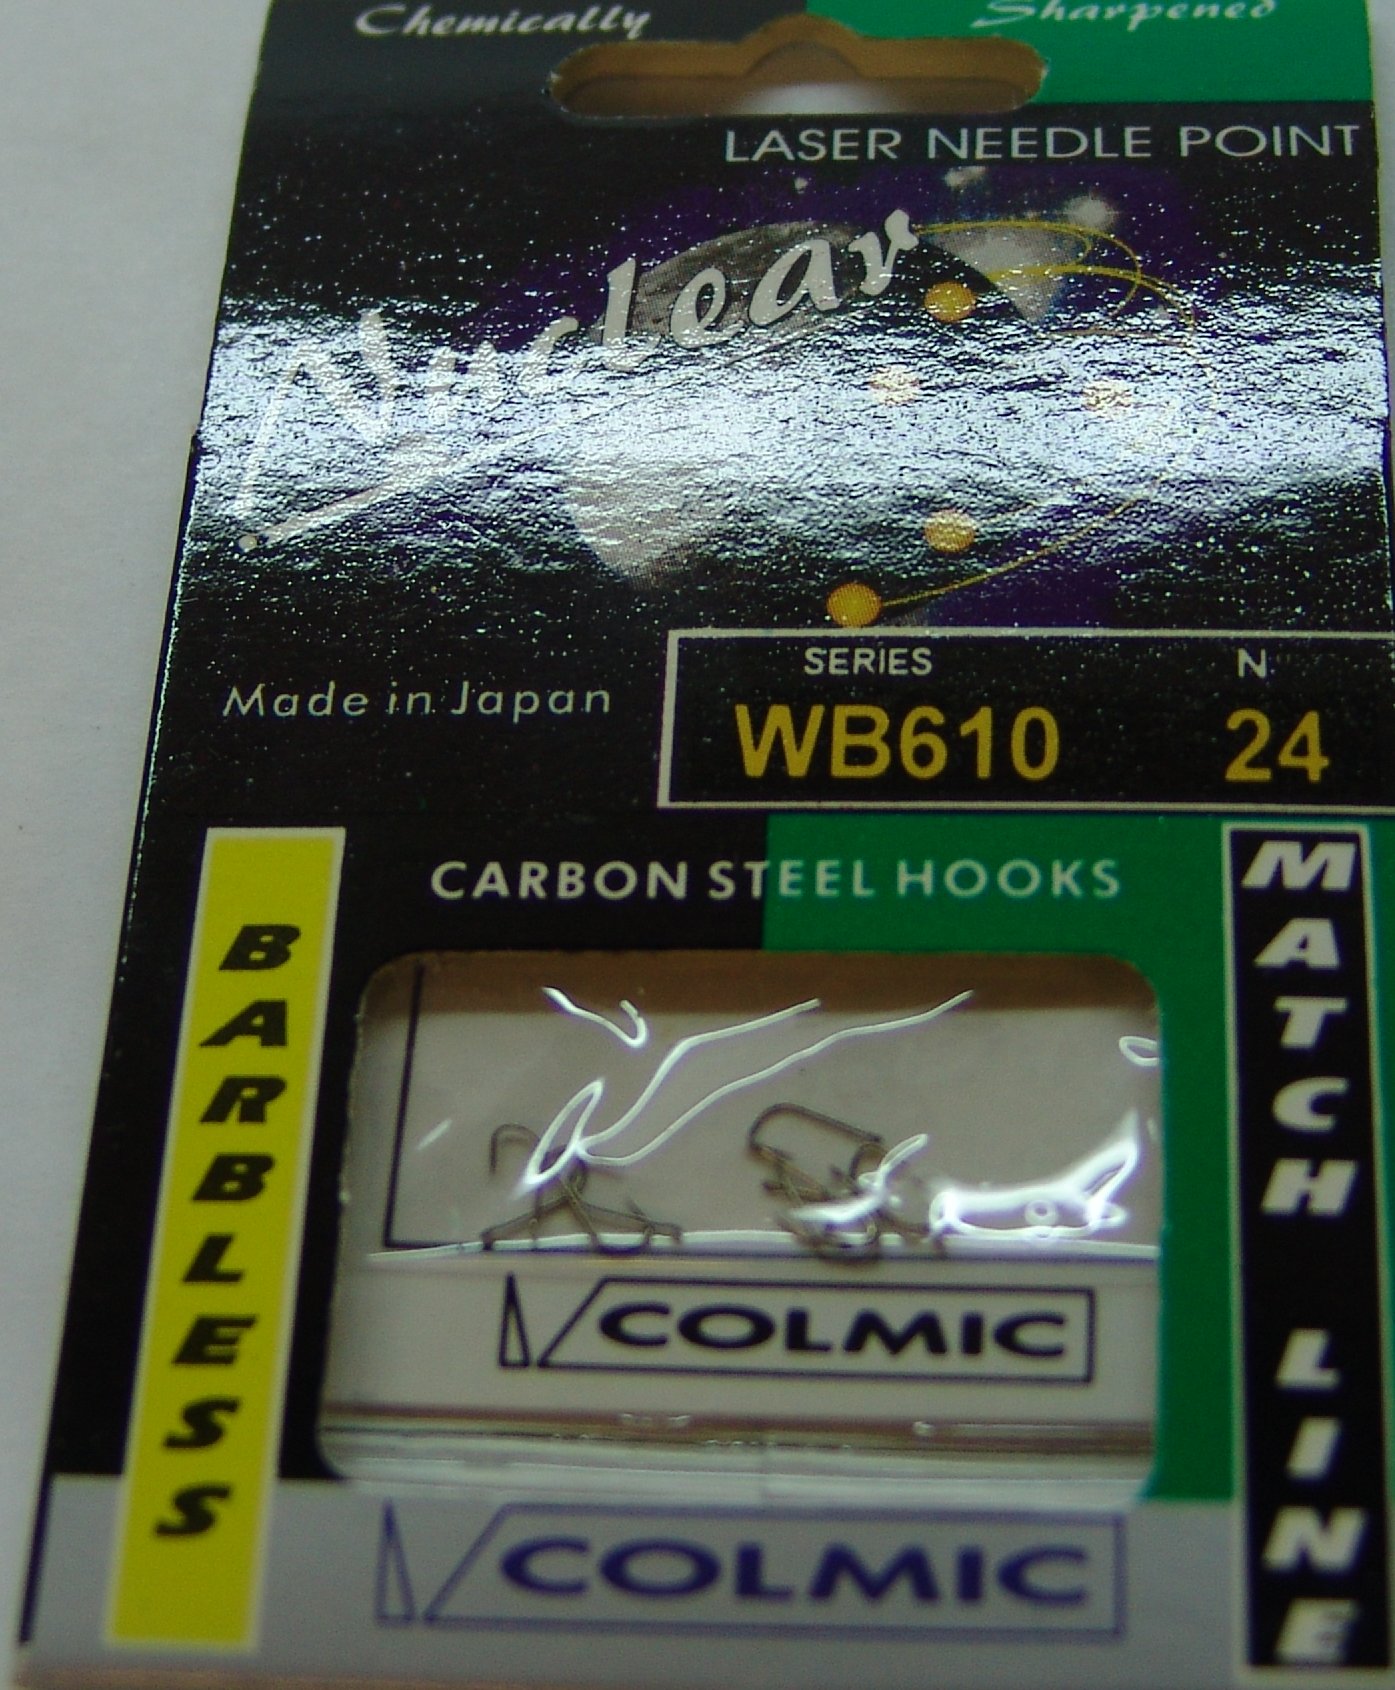 Chemically Sharpened
LASER NEEDLE POINT
Nuclear
Made in Japan
SERIES N
WB610 24
CARBON STEEL HOOKS
BARBLESS
MATCH LINE
COLMIC
COLMIC